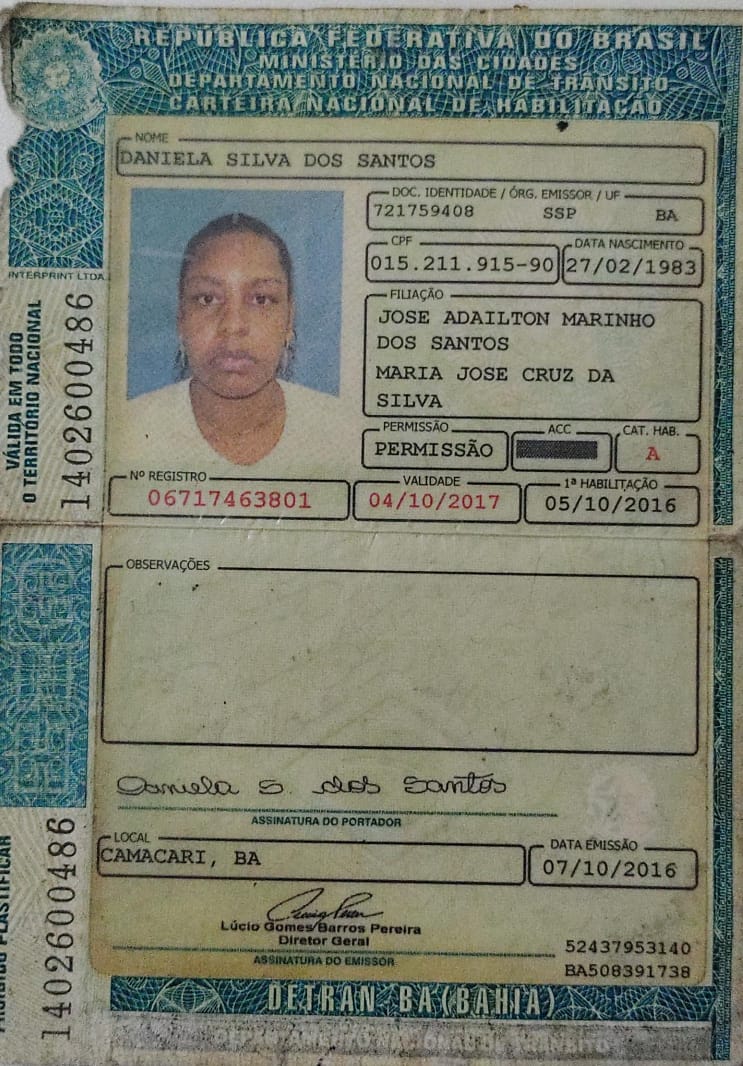 REPÚBLICA FEDERATIVA DO BRASIL
MINISTÉRIO DAS CIDADES
DEPARTAMENTO NACIONAL DE TRÂNSITO
CARTEIRA NACIONAL DE HABILITAÇÃO
NOME
DANIELA SILVA DOS SANTOS
DOC. IDENTIDADE / ÓRG. EMISSOR / UF
721759408 SSP BA
CPF DATA NASCIMENTO
015.211.915-90 27/02/1983
FILIAÇÃO
JOSE ADAILTON MARINHO
DOS SANTOS
MARIA JOSE CRUZ DA
SILVA
PERMISSÃO ACC CAT. HAB.
PERMISSÃO A
Nº REGISTRO VALIDADE 1ª HABILITAÇÃO
06717463801 04/10/2017 05/10/2016
INTERPRINT LTDA.
VÁLIDA EM TODO
O TERRITÓRIO NACIONAL
1402600486
OBSERVAÇÕES
Daniela S. dos Santos
ASSINATURA DO PORTADOR
LOCAL DATA EMISSÃO
CAMACARI, BA 07/10/2016
Lúcio Gomes Barros Pereira
Diretor Geral
ASSINATURA DO EMISSOR
52437953140
BA508391738
PROIBIDO PLASTIFICAR
1402600486
DETRAN BA (BAHIA)
DEPARTAMENTO NACIONAL DE TRÂNSITO